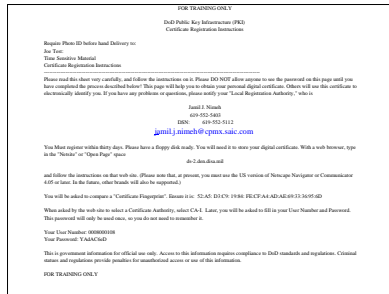 FOR TRAINING ONLY
DoD Public Key Infrastructure (PKI)
Certificate Registration Instructions
Require Photo ID before hand Delivery to:
Joe Test:
Time Sensitive Material
Certificate Registration Instructions
Please read this sheet very carefully, and follow the instructions on it. Please DO NOT allow anyone to see the password on this page until you
have completed the process described below! This page will help you to obtain your personal digital certificate. Others will use this certificate to
electronically identify you. If you have any problems or questions, please notify your "Local Registration Authority," who is
Jamil J. Nimeh
619-552-5403
DSN: 619-552-5112
jamil.j.nimeh@cpmx.saic.com
You Must register within thirty days. Please have a floppy disk ready. You will need it to store your digital certificate. With a web browser, type
in the "Netsite" or "Open Page" space
ds-2.den.disa.mil
and follow the instructions on that web site. (Please note that, at present, you must use the US version of Netscape Navigator or Communicator
4.05 or later. In the future, other brands will also be supported.)
You will be asked to compare a "Certificate Fingerprint". Ensure it is: 52:A5: D3:C9: 19:84: FE:CF:A4:AD:AE:69:33:36:95:6D
When asked by the web site to select a Certificate Authority, select CA-1. Later, you will be asked to fill in your User Number and Password.
This password will only be used once, so you do not need to remember it.
Your User Number: 0000000108
Your Password: YAdAC6eD
This is government information for official use only. Access to this information requires compliance to DoD standards and regulations. Criminal
statues and regulations provide penalties for unauthorized access or use of this information.
FOR TRAINING ONLY